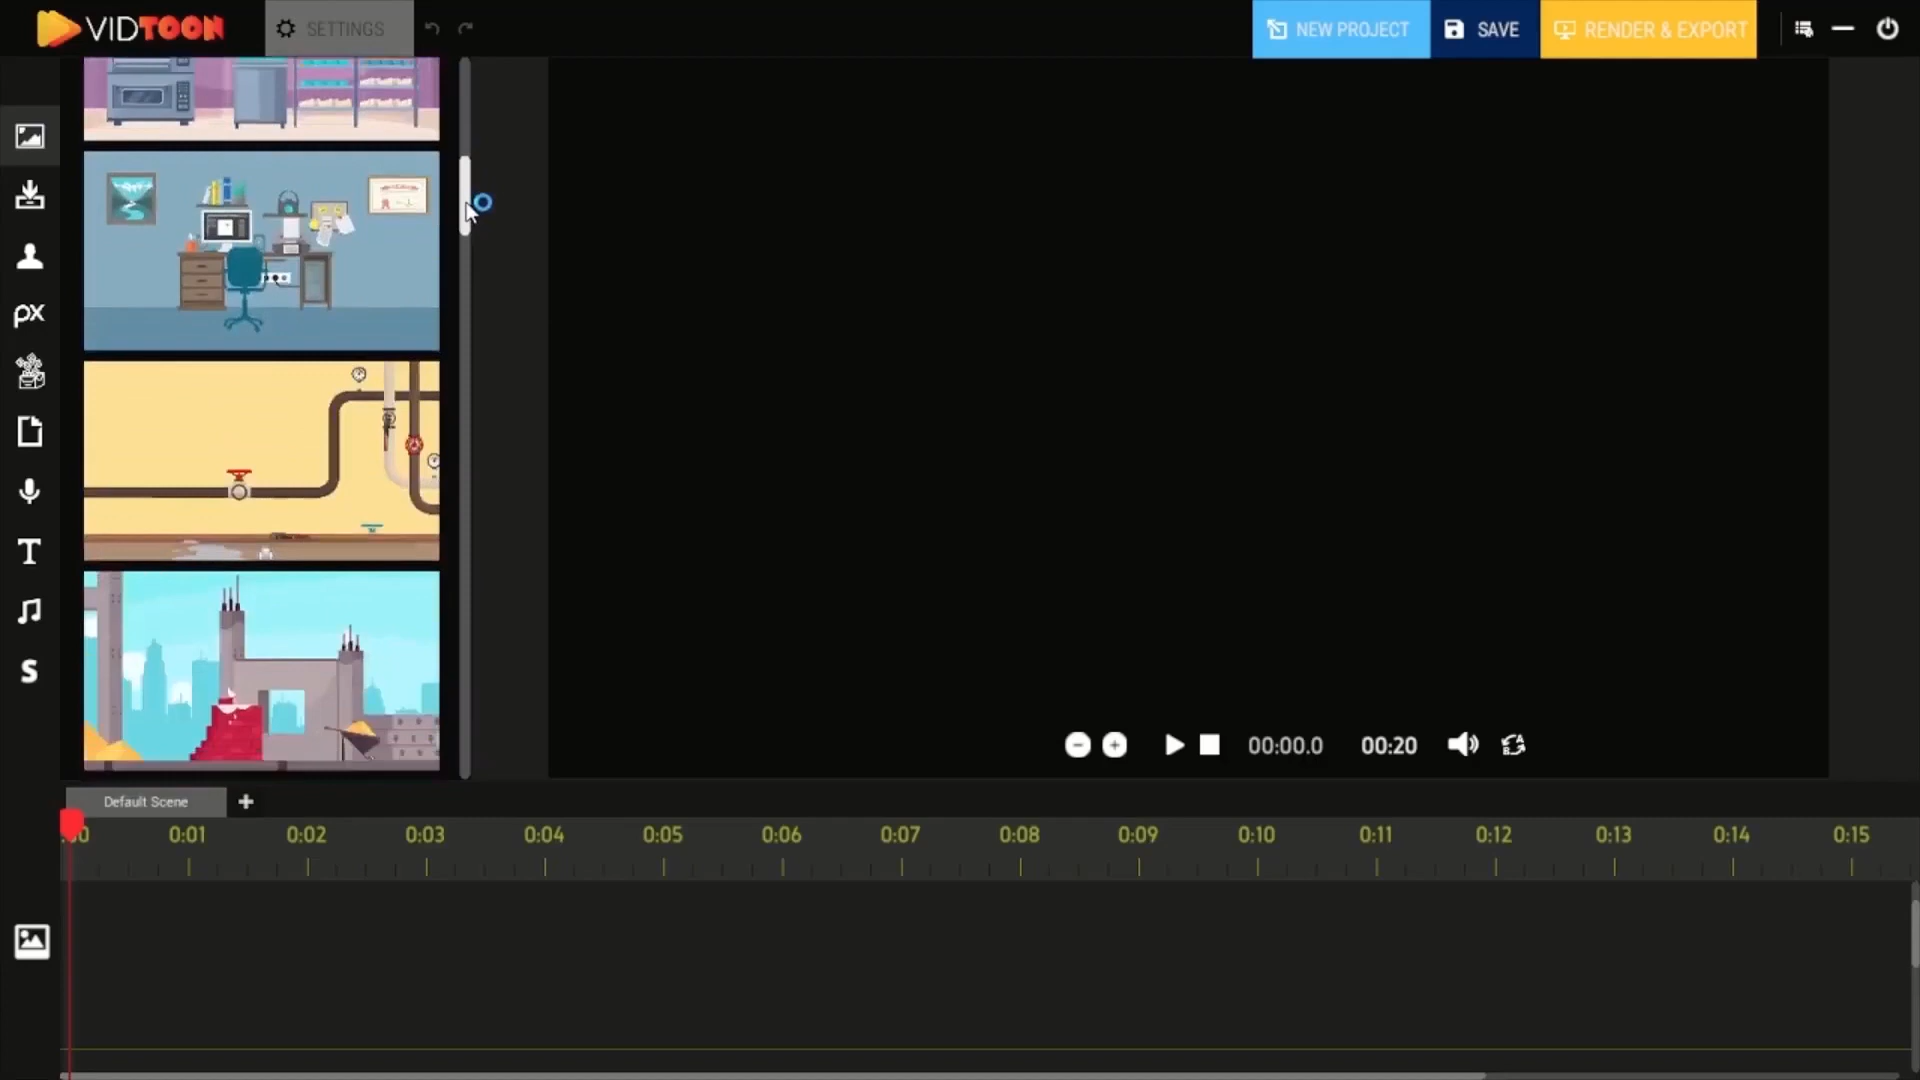 VIDTOON
SETTINGS
NEW PROJECT
SAVE
RENDER & EXPORT
px
T
S
00:00.0
00:20
Default Scene
0:01
0:02
0:03
0:04
0:05
0:06
0:07
0:08
0:09
0:10
0:11
0:12
0:13
0:14
0:15